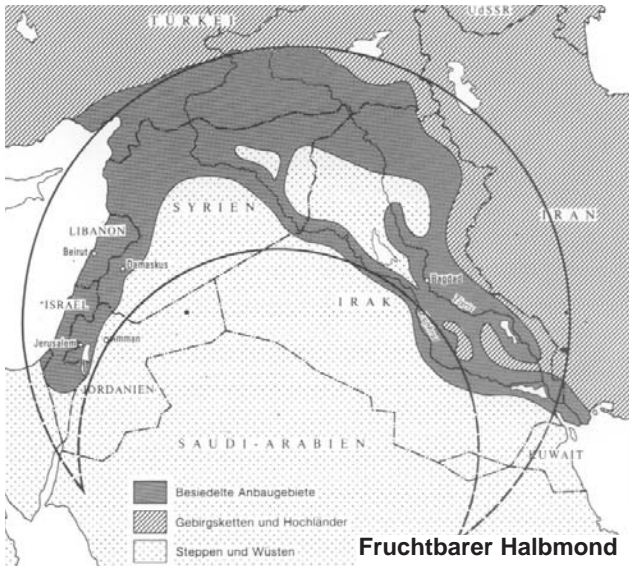 TÜRKEI
UdSSR
SYRIEN
IRAN
LIBANON
Beirut
Damaskus
Bagdad
IRAK
Tigris
ISRAEL
Jerusalem
Amman
JORDANIEN
SAUDI-ARABIEN
KUWAIT
Besiedelte Anbaugebiete
Gebirgsketten und Hochländer
Steppen und Wüsten
Fruchtbarer Halbmond